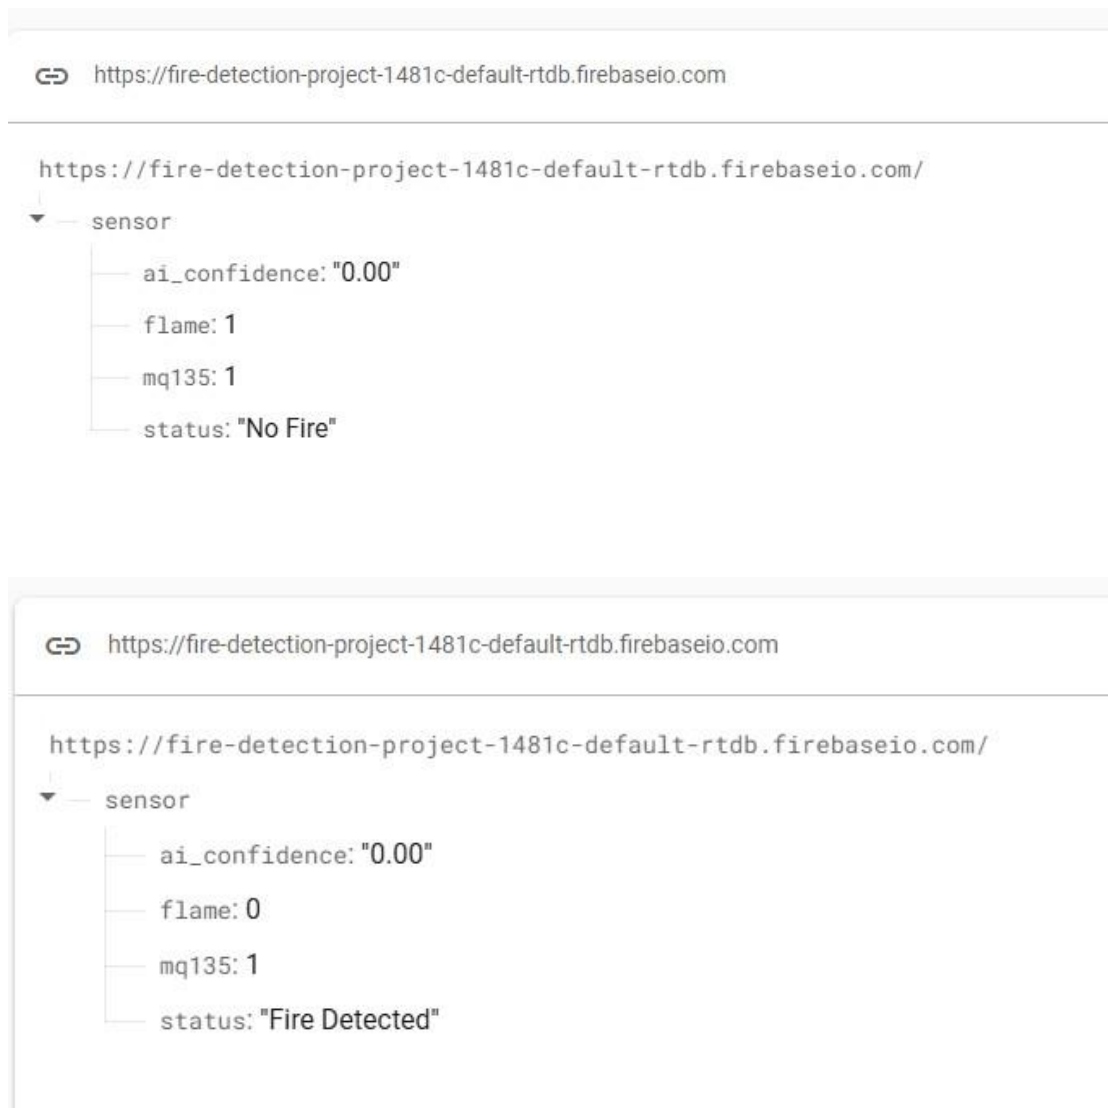 https://fire-detection-project-1481c-default-rtdb.firebaseio.com
https://fire-detection-project-1481c-default-rtdb.firebaseio.com/
sensor
ai_confidence: "0.00"
flame: 1
mq135: 1
status: "No Fire"
https://fire-detection-project-1481c-default-rtdb.firebaseio.com
https://fire-detection-project-1481c-default-rtdb.firebaseio.com/
sensor
ai_confidence: "0.00"
flame: 0
mq135: 1
status: "Fire Detected"